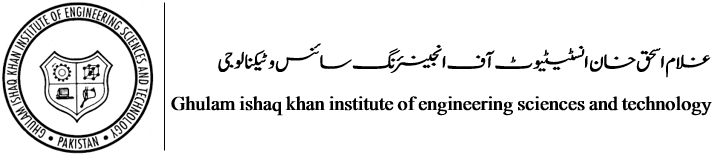 GHULAM ISHAQ KHAN INSTITUTE OF ENGINEERING SCIENCES AND TECHNOLOGY
• PAKISTAN •
غلام اسحٰق خان انسٹیٹیوٹ آف انجینئرنگ سائنس و ٹیکنالوجی
Ghulam ishaq khan institute of engineering sciences and technology